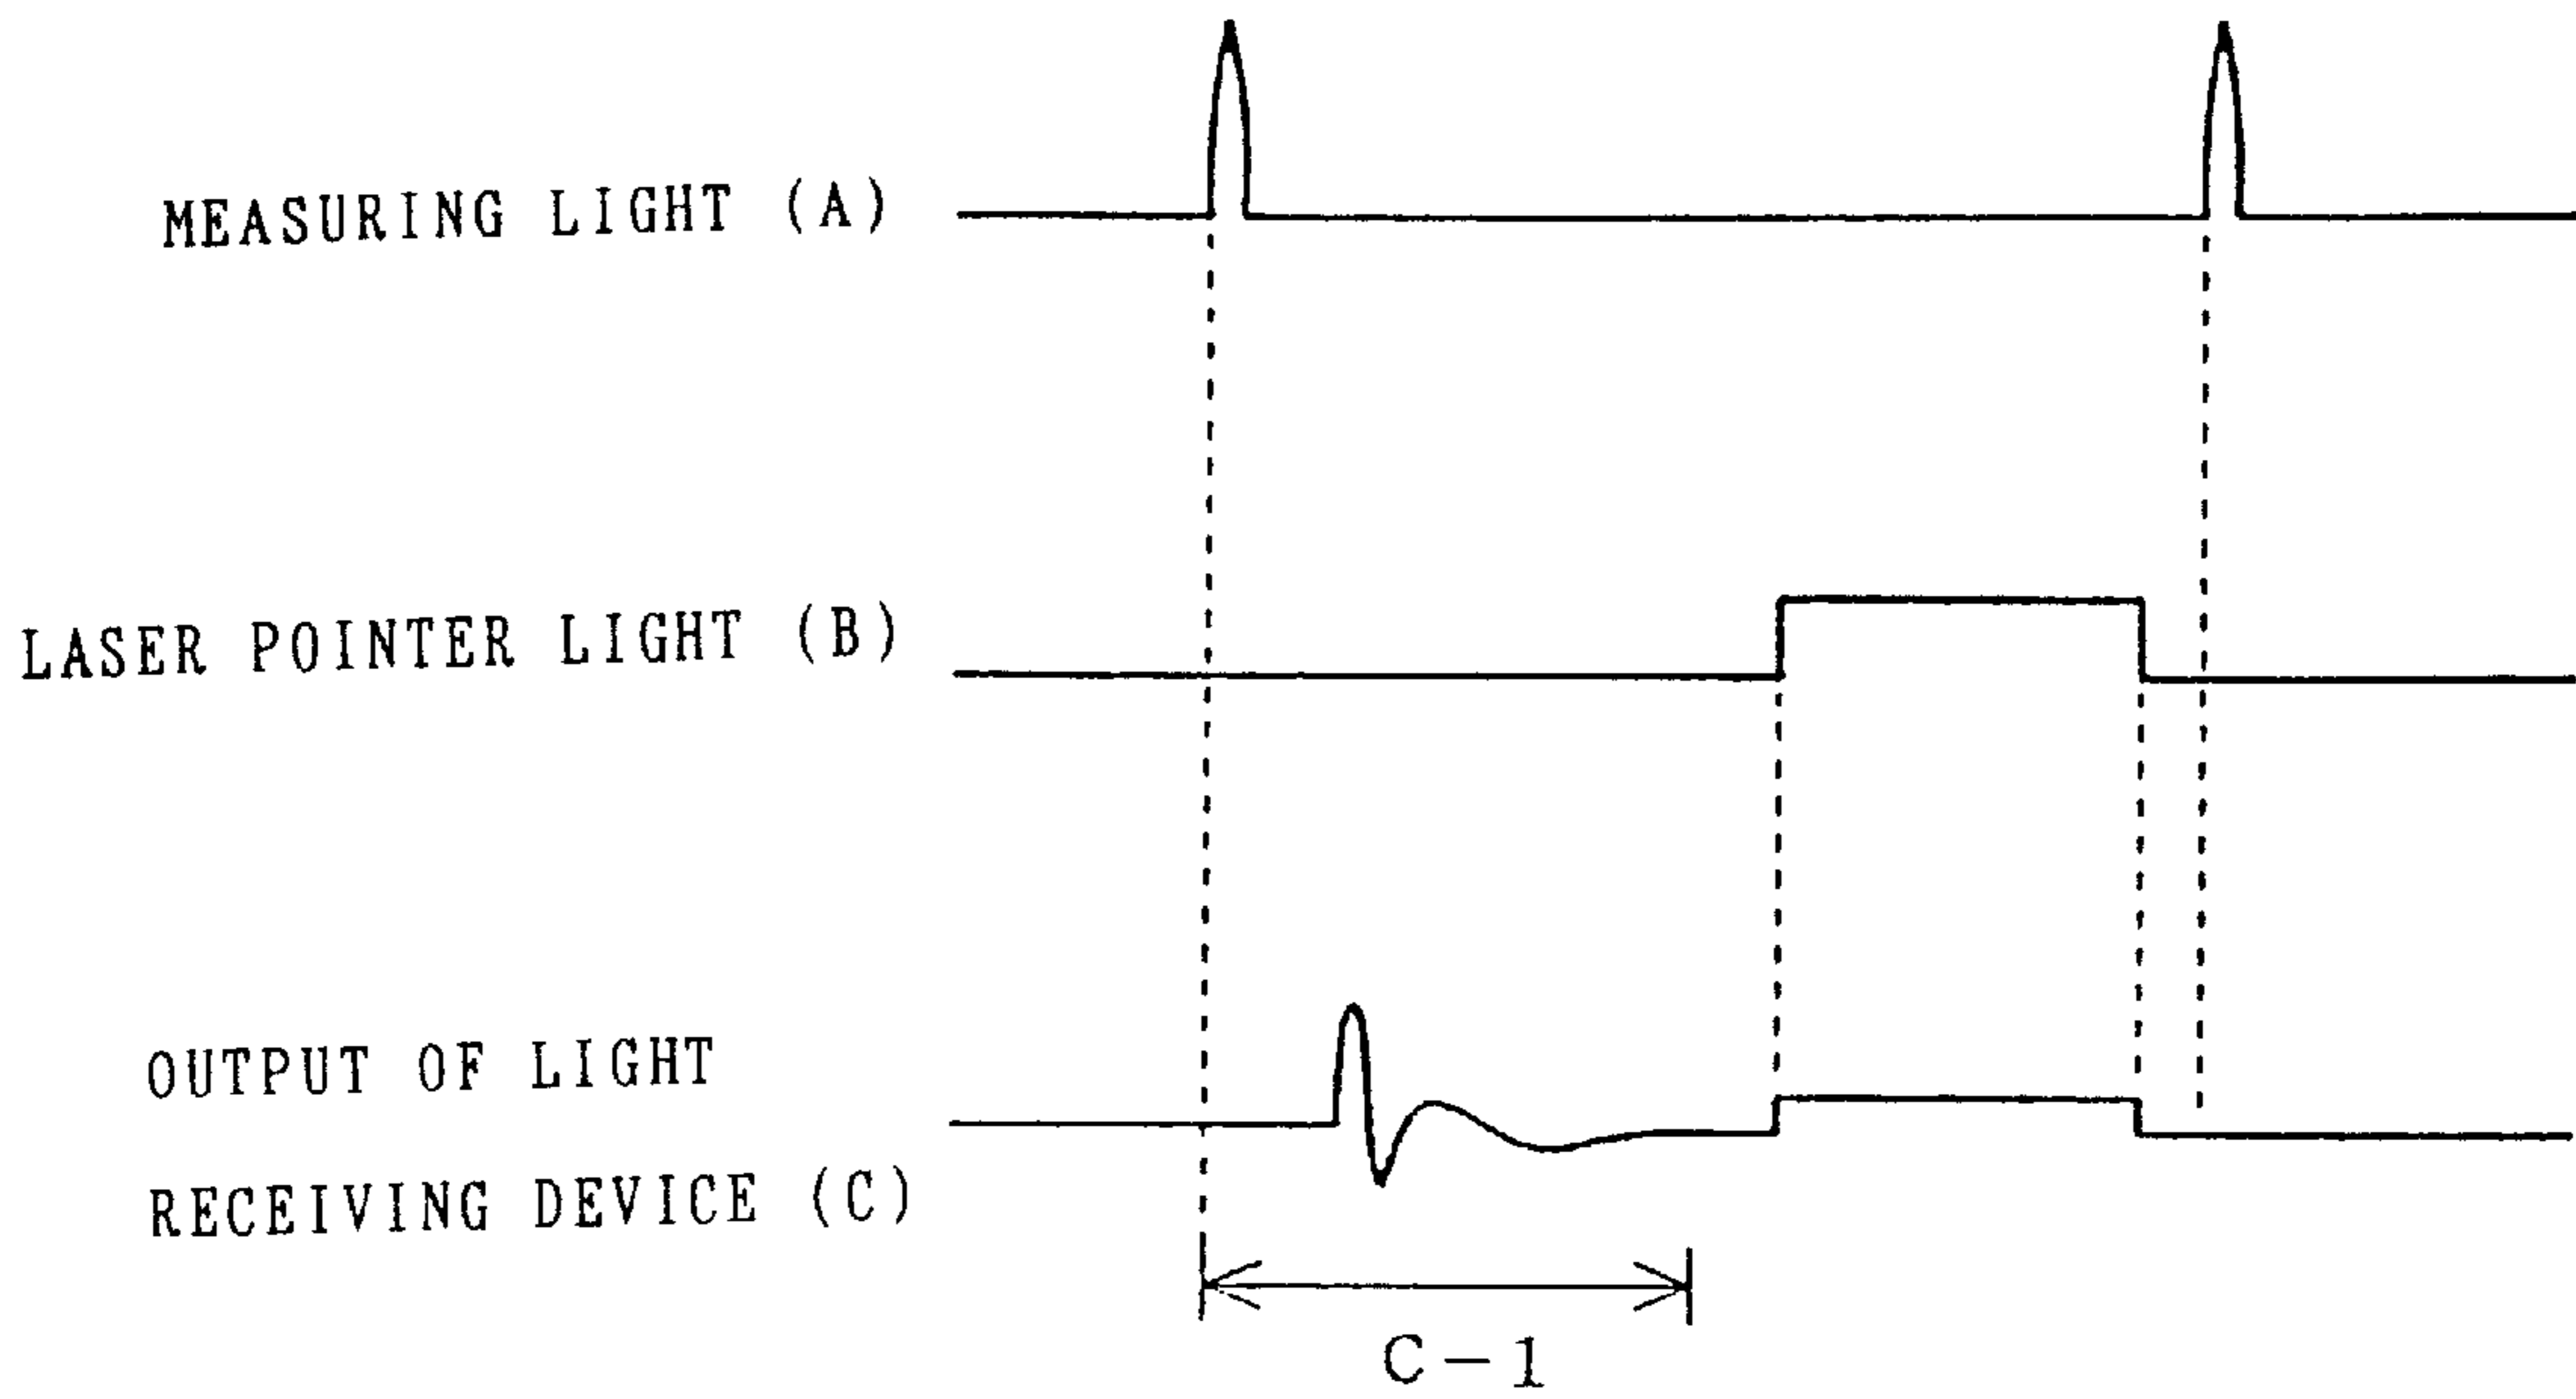 MEASURING LIGHT (A)
LASER POINTER LIGHT (B)
OUTPUT OF LIGHT
RECEIVING DEVICE (C)
C-1